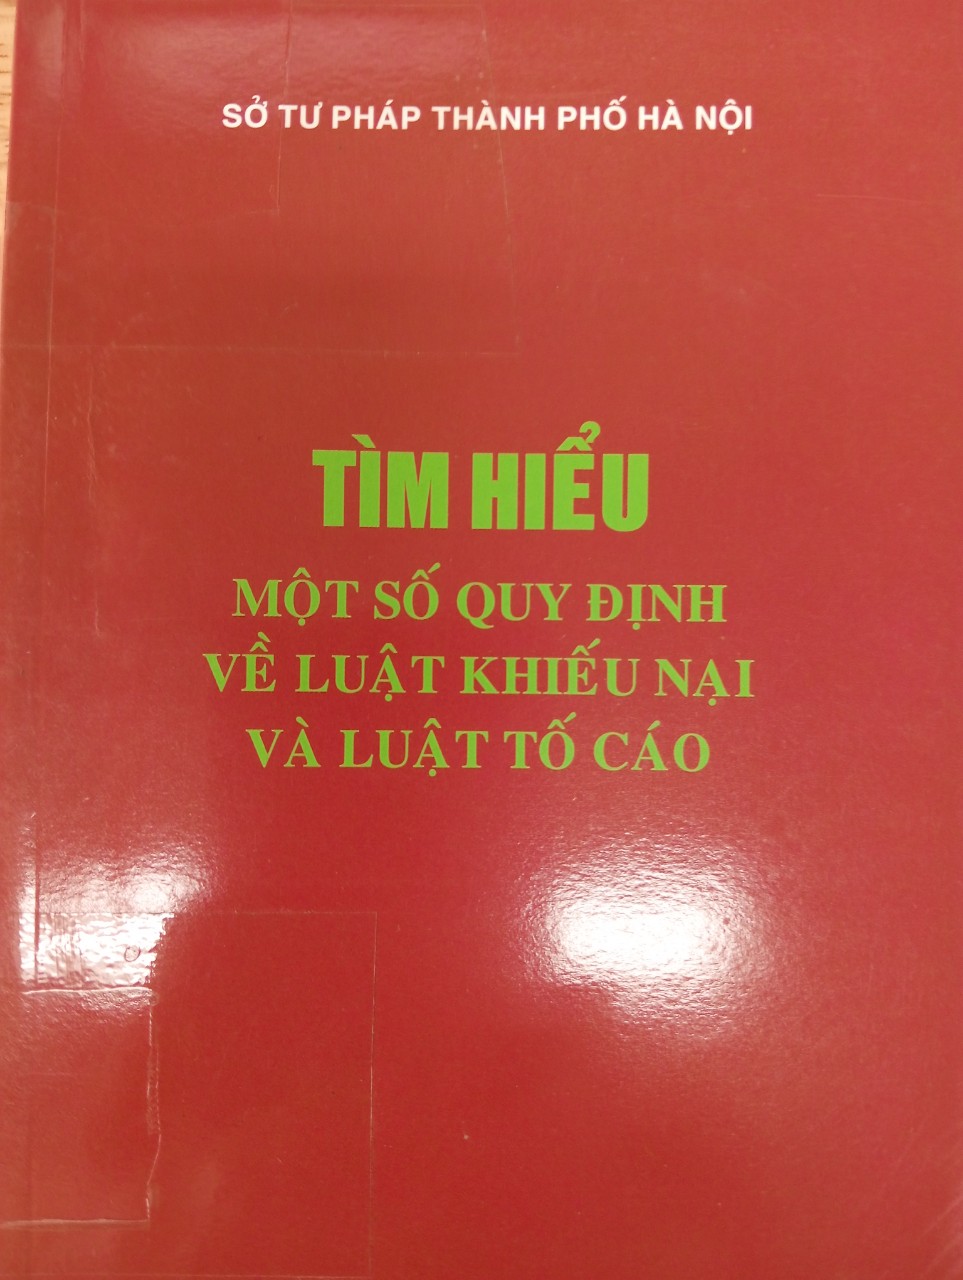 SỞ TƯ PHÁP THÀNH PHỐ HÀ NỘI
TÌM HIỂU
MỘT SỐ QUY ĐỊNH
VỀ LUẬT KHIẾU NẠI
VÀ LUẬT TỐ CÁO